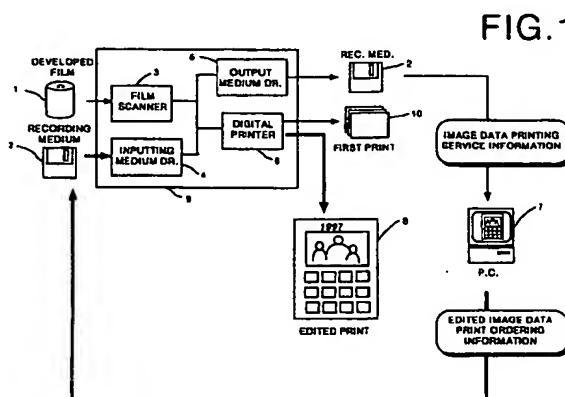 FIG.1
DEVELOPED
FILM
1
RECORDING
MEDIUM
2
3
FILM
SCANNER
INPUTTING
MEDIUM DR.
4
9
OUTPUT
MEDIUM DR.
DIGITAL
PRINTER
REC. MED.
2
10
FIRST PRINT
1997
8
EDITED PRINT
IMAGE DATA PRINTING
SERVICE INFORMATION
7
P.C.
EDITED IMAGE DATA
PRINT ORDERING
INFORMATION